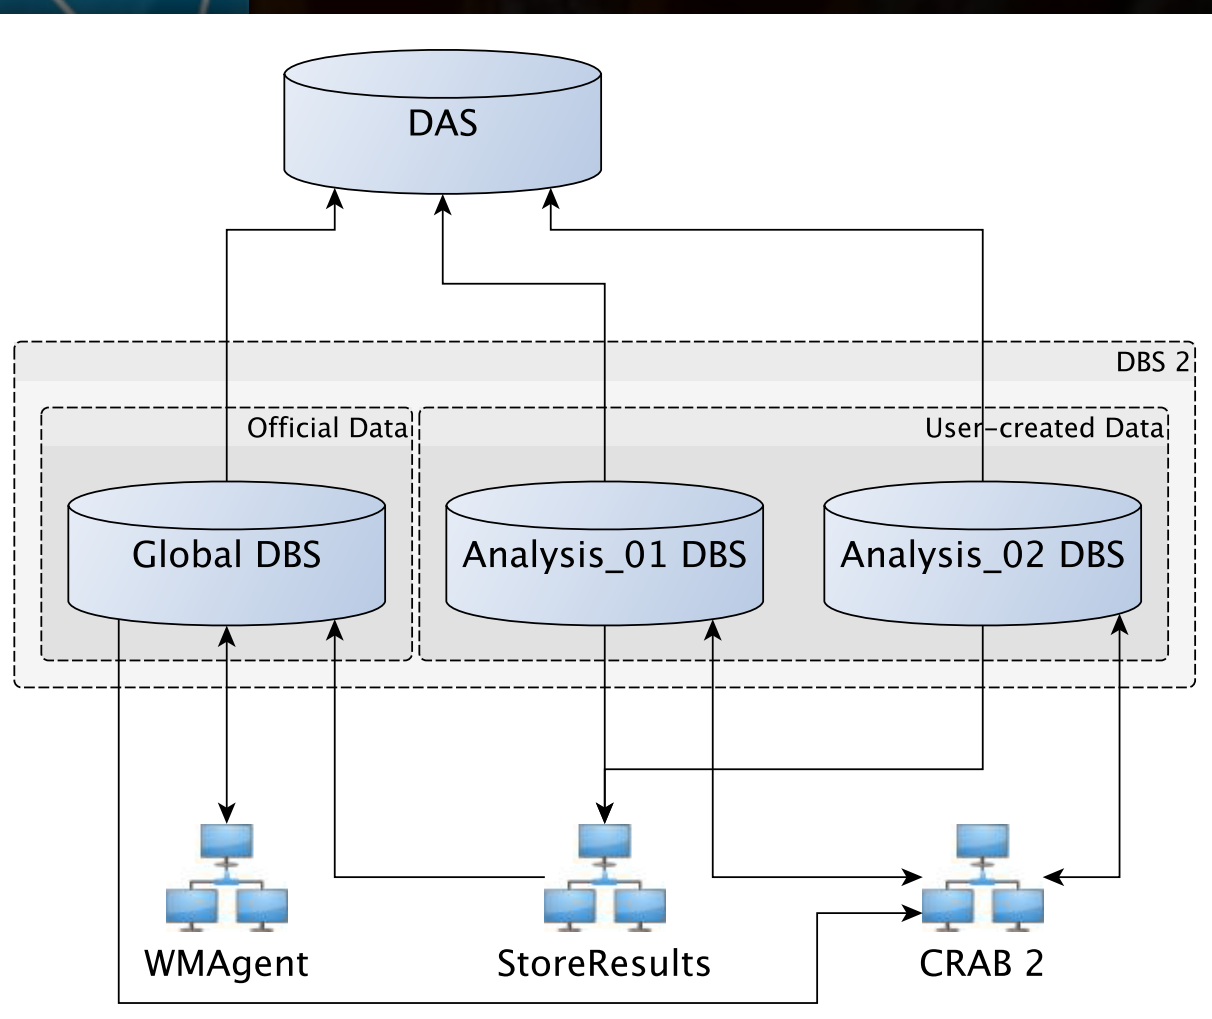 DAS
DBS 2
Official Data
User-created Data
Global DBS
Analysis_01 DBS
Analysis_02 DBS
WMAgent
StoreResults
CRAB 2